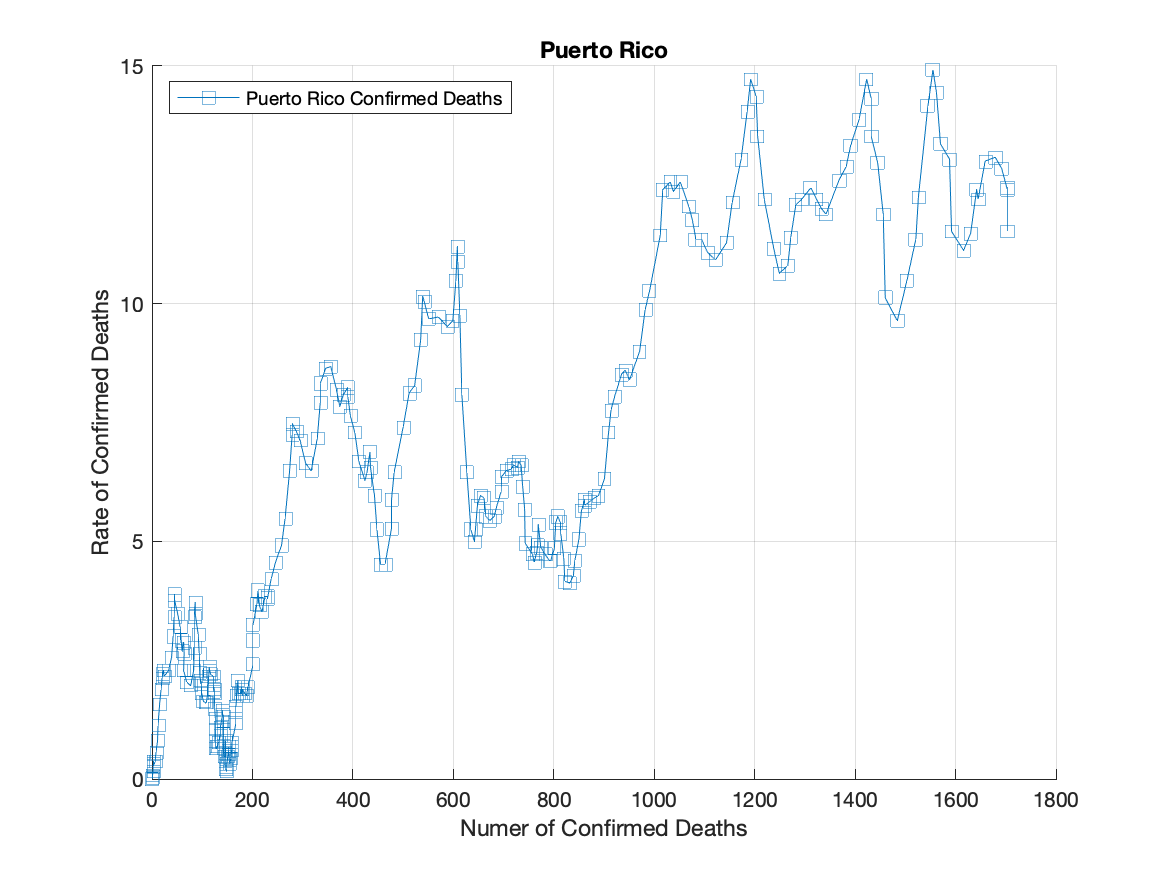 Puerto Rico
Puerto Rico Confirmed Deaths
Rate of Confirmed Deaths
15
10
5
0
0 200 400 600 800 1000 1200 1400 1600 1800
Numer of Confirmed Deaths